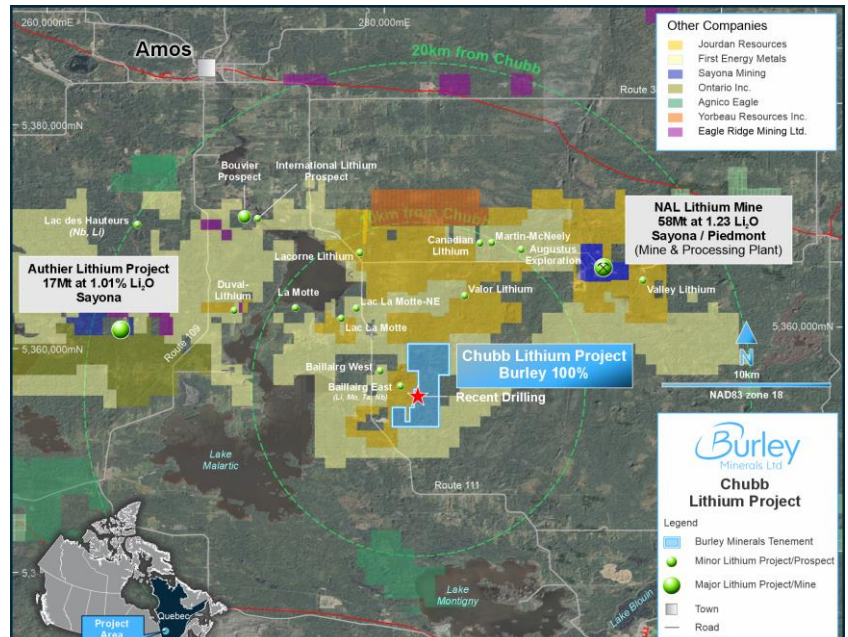 260,000mE
280,000mE
Amos
20km from Chubb
Route 3
5,380,000mN
Other Companies
Jourdan Resources
First Energy Metals
Sayona Mining
Ontario Inc.
Agnico Eagle
Yorbeau Resources Inc.
Eagle Ridge Mining Ltd.
Bouvier
Prospect
International Lithium
Prospect
Lac des Hauteurs
(Nb, Li)
10km from Chubb
Canadian
Lithium
Martin-McNeely
Augustus
Exploration
NAL Lithium Mine
58Mt at 1.23 Li2O
Sayona / Piedmont
(Mine & Processing Plant)
Lacorne Lithium
Authier Lithium Project
17Mt at 1.01% Li2O
Sayona
Duval-
Lithium
La Motte
Lac La Motte-NE
Lac La Motte
Valor Lithium
Valley Lithium
Route 109
5,360,000mN
5,360,000mN
Baillairg West
Baillairg East
(Li, Mo, Ta, Nb)
Chubb Lithium Project
Burley 100%
Recent Drilling
N
10km
NAD83 zone 18
Lake
Malartic
Route 111
Burley
Minerals Ltd
Chubb
Lithium Project
Legend
Burley Minerals Tenement
Minor Lithium Project/Prospect
Major Lithium Project/Mine
Town
Road
5,3
Quebec
Project
Area
Lake
Montigny
Lake Blouin